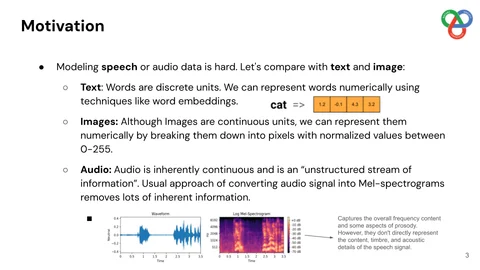 Motivation
● Modeling speech or audio data is hard. Let's compare with text and image:
○ Text: Words are discrete units. We can represent words numerically using
techniques like word embeddings.
cat => 1.2 -0.1 4.3 3.2
○ Images: Although Images are continuous units, we can represent them
numerically by breaking them down into pixels with normalized values between
0-255.
○ Audio: Audio is inherently continuous and is an “unstructured stream of
information”. Usual approach of converting audio signal into Mel-spectrograms
removes lots of inherent information.
Waveform
Log Mel-Spectrogram
Time
Time
Captures the overall frequency content
and some aspects of prosody.
However, they don't directly represent
the content, timbre, and acoustic
details of the speech signal.
3